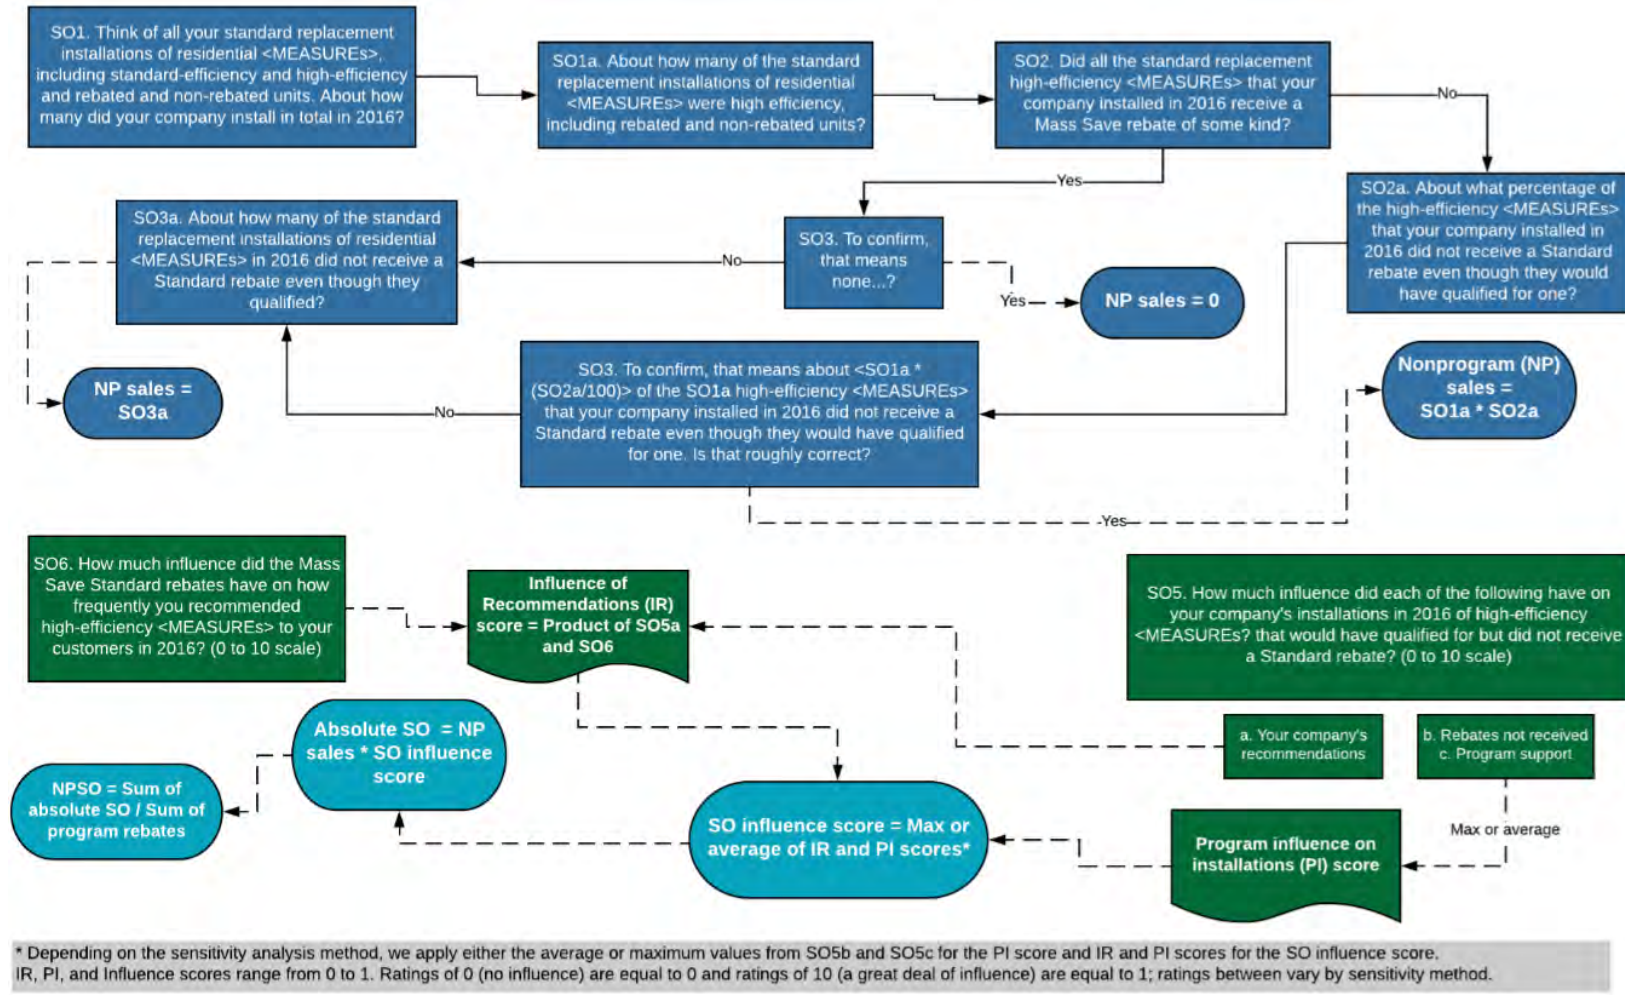 SO1. Think of all your standard replacement
installations of residential <MEASUREs>,
including standard-efficiency and high-efficiency
and rebated and non-rebated units. About how
many did your company install in total in 2016?
SO1a. About how many of the standard
replacement installations of residential
<MEASUREs> were high efficiency,
including rebated and non-rebated units?
SO2. Did all the standard replacement
high-efficiency <MEASUREs> that your
company installed in 2016 receive a
Mass Save rebate of some kind?
No
Yes
SO2a. About what percentage of
the high-efficiency <MEASUREs>
that your company installed in
2016 did not receive a Standard
rebate even though they would
have qualified for one?
SO3a. About how many of the standard
replacement installations of residential
<MEASUREs> in 2016 did not receive a
Standard rebate even though they
qualified?
No
SO3. To confirm,
that means
none...?
Yes
NP sales = 0
NP sales =
SO3a
No
SO3. To confirm, that means about <SO1a *
(SO2a/100)> of the SO1a high-efficiency <MEASUREs>
that your company installed in 2016 did not receive a
Standard rebate even though they would have qualified
for one. Is that roughly correct?
Nonprogram (NP)
sales =
SO1a * SO2a
Yes
SO6. How much influence did the Mass
Save Standard rebates have on how
frequently you recommended
high-efficiency <MEASUREs> to your
customers in 2016? (0 to 10 scale)
Influence of
Recommendations (IR)
score = Product of SO5a
and SO6
SO5. How much influence did each of the following have on
your company's installations in 2016 of high-efficiency
<MEASUREs? that would have qualified for but did not receive
a Standard rebate? (0 to 10 scale)
a. Your company's
recommendations
b. Rebates not received
c. Program support
Absolute SO = NP
sales * SO influence
score
NPSO = Sum of
absolute SO / Sum of
program rebates
SO influence score = Max or
average of IR and PI scores*
Max or average
Program influence on
installations (PI) score
* Depending on the sensitivity analysis method, we apply either the average or maximum values from SO5b and SO5c for the PI score and IR and PI scores for the SO influence score.
IR, PI, and Influence scores range from 0 to 1. Ratings of 0 (no influence) are equal to 0 and ratings of 10 (a great deal of influence) are equal to 1; ratings between vary by sensitivity method.